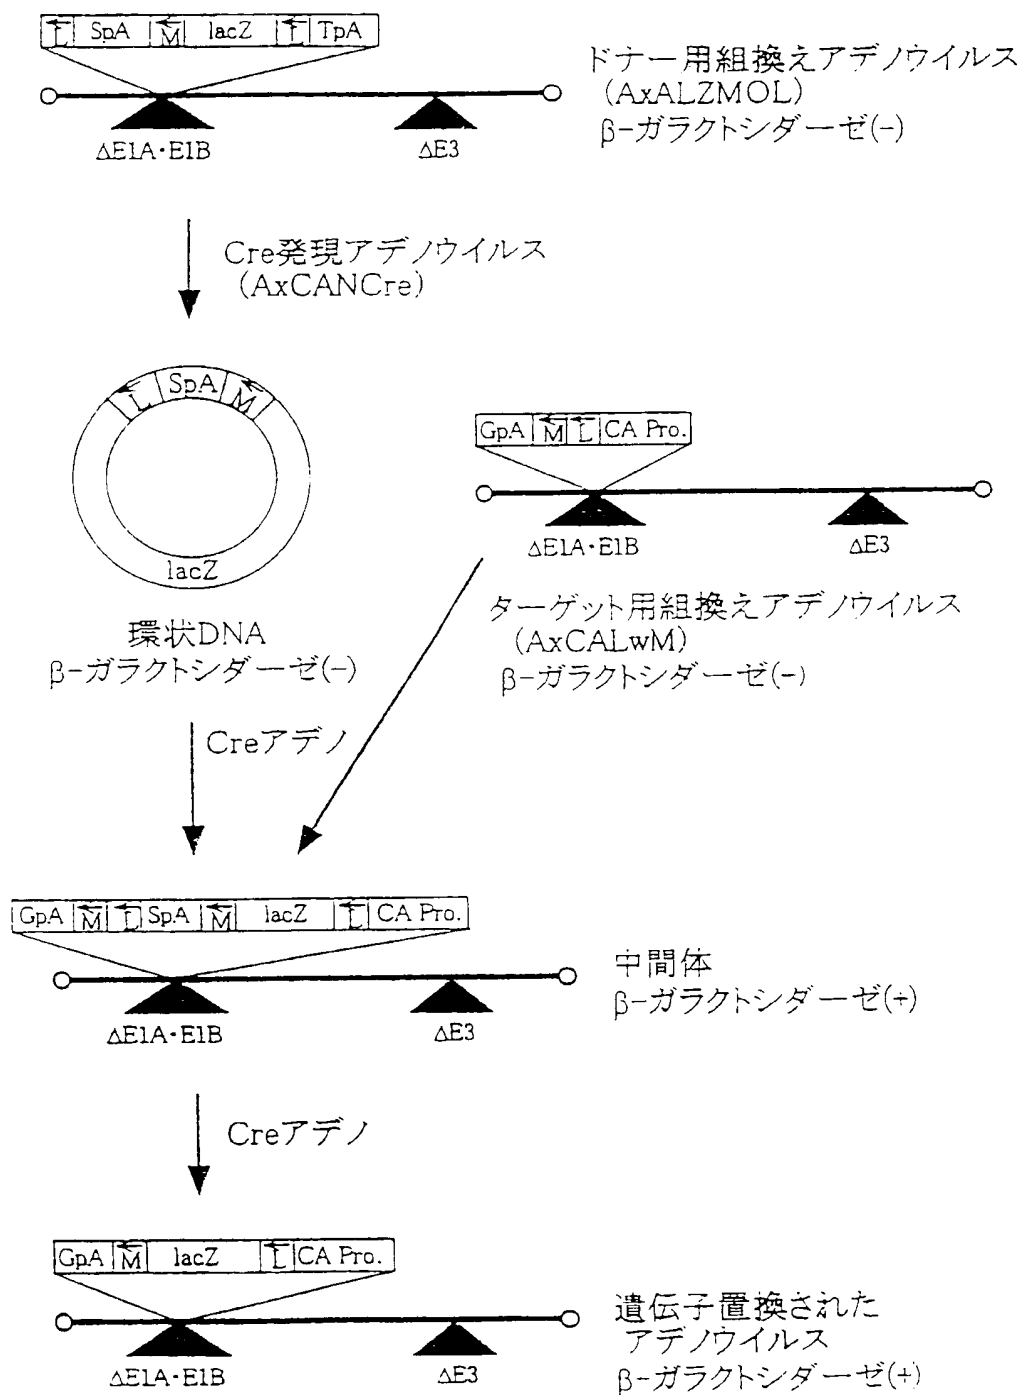 L SpA M lacZ L TpA
ドナー用組換えアデノウイルス
(AxALZMOL)
β-ガラクトシダーゼ(-)
ΔE1A・E1B ΔE3
Cre発現アデノウイルス
(AxCANCre)
L SpA M
lacZ
環状DNA
β-ガラクトシダーゼ(-)
GpA M L CA Pro.
ΔE1A・E1B ΔE3
ターゲット用組換えアデノウイルス
(AxCALwM)
β-ガラクトシダーゼ(-)
Creアデノ
GpA M L SpA M lacZ L CA Pro.
中間体
β-ガラクトシダーゼ(+)
ΔE1A・E1B ΔE3
Creアデノ
GpA M lacZ L CA Pro.
遺伝子置換された
アデノウイルス
β-ガラクトシダーゼ(+)
ΔE1A・E1B ΔE3